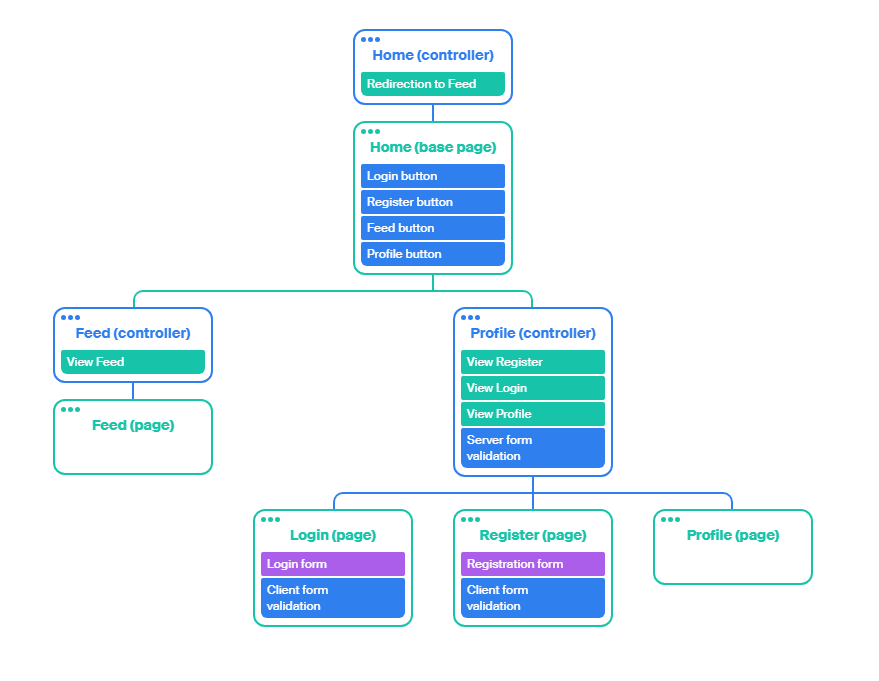 Home (controller)
Redirection to Feed
Home (base page)
Login button
Register button
Feed button
Profile button
Feed (controller)
View Feed
Feed (page)
Profile (controller)
View Register
View Login
View Profile
Server form
validation
Login (page)
Login form
Client form
validation
Register (page)
Registration form
Client form
validation
Profile (page)